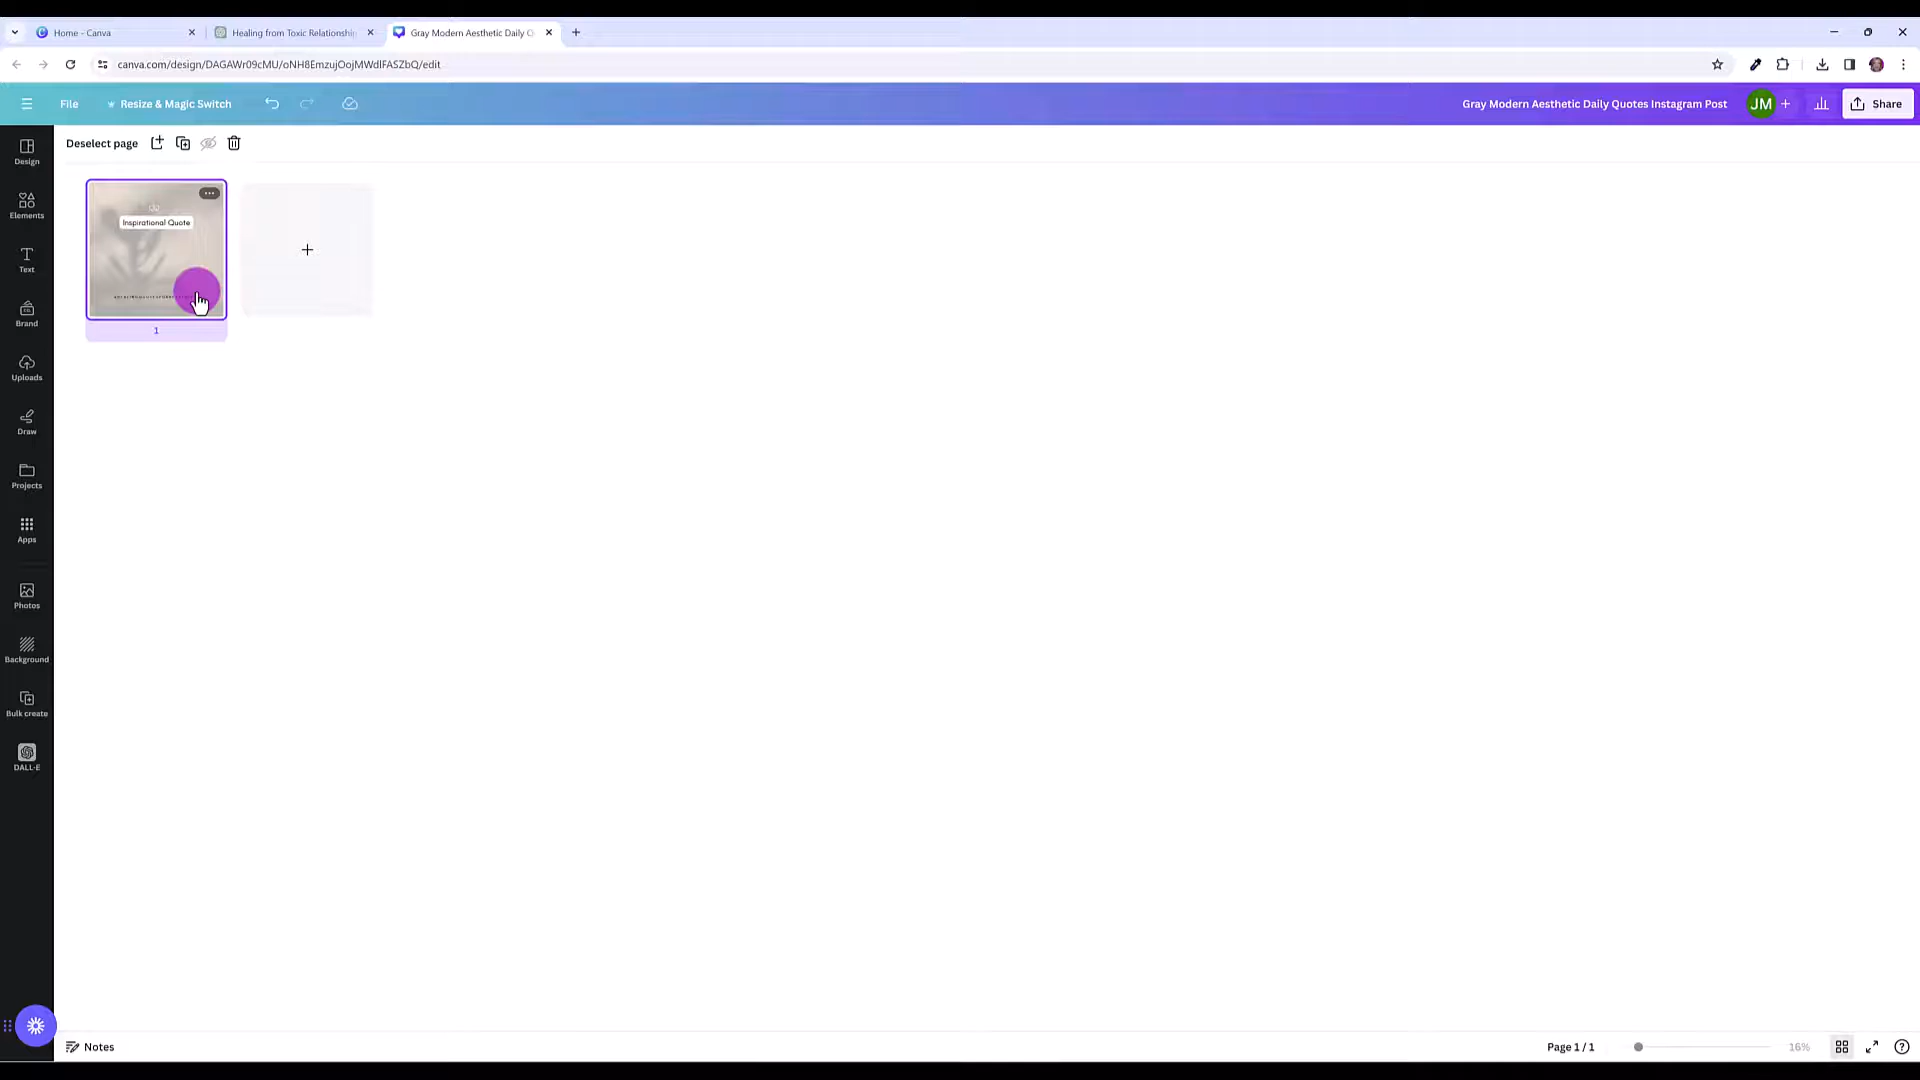 Home - Canva
Healing from Toxic Relationship
Gray Modern Aesthetic Daily Q
canva.com/design/DAGAWr09cMU/oNH8EmzujOojMWdlFASZbQ/edit
File
Resize & Magic Switch
Gray Modern Aesthetic Daily Quotes Instagram Post
JM
Share
Design
Elements
Text
Brand
Uploads
Draw
Projects
Apps
Photos
Background
Bulk create
DALL·E
Deselect page
Inspirational Quote
1
Notes
Page 1 / 1
16%